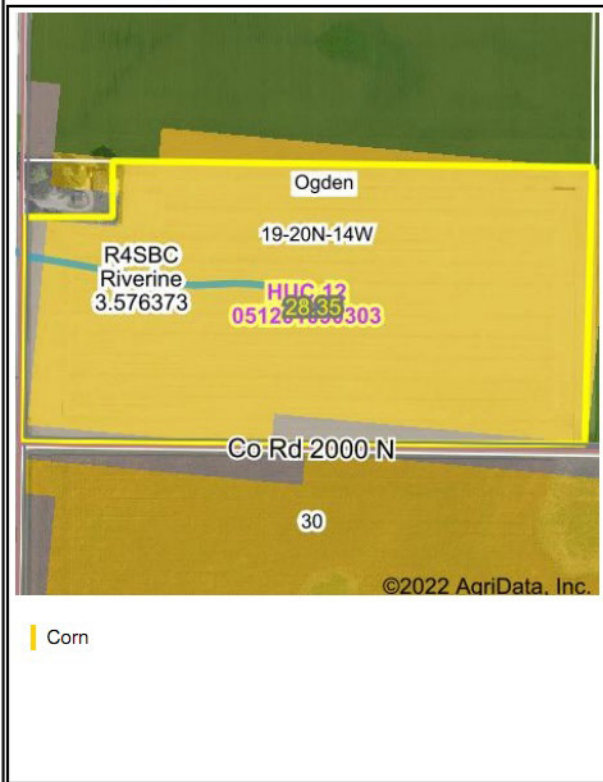 Ogden
19-20N-14W
R4SBC
Riverine
3.576373
HUC 12
28.35
Co Rd 2000 N
30
©2022 AgriData, Inc.
Corn